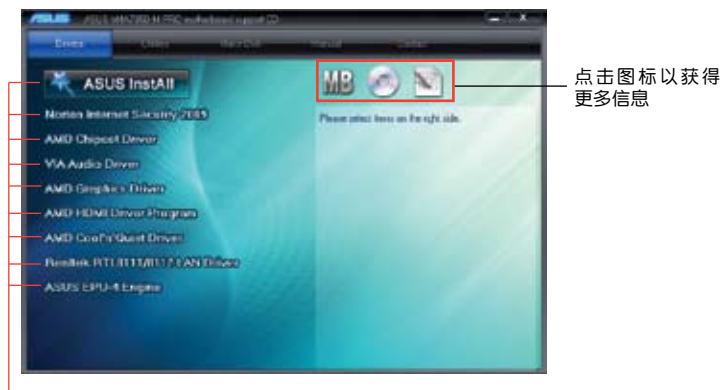 ASUS InstAll
MB
Norton Internet Security 2009
Please select items on the right side.
AMD Chipset Driver
VIA Audio Driver
AMD Graphics Driver
AMD HDMI Driver Program
AMD Cool'n'Quiet Driver
Realtek RTL8111/8112 LAN Driver
ASUS EPU-4 Engine
点击图标以获得
更多信息